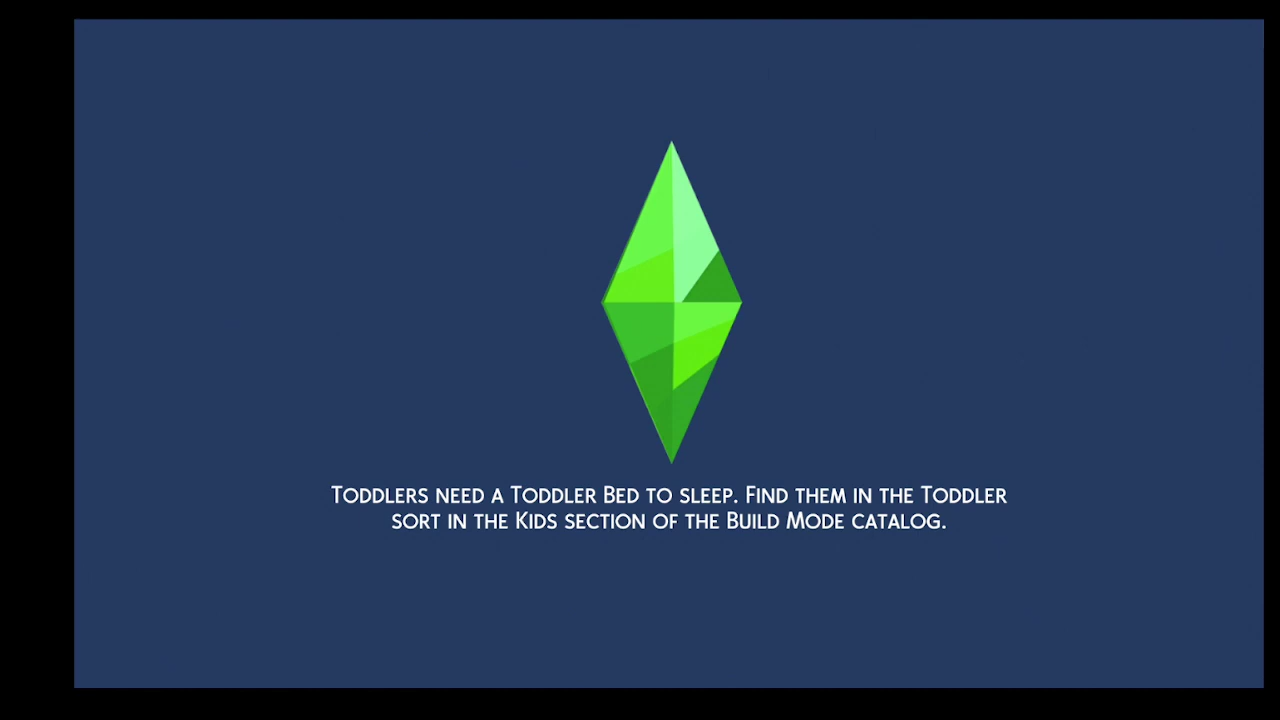 Toddlers need a Toddler Bed to sleep. Find them in the Toddler
sort in the Kids section of the Build Mode catalog.